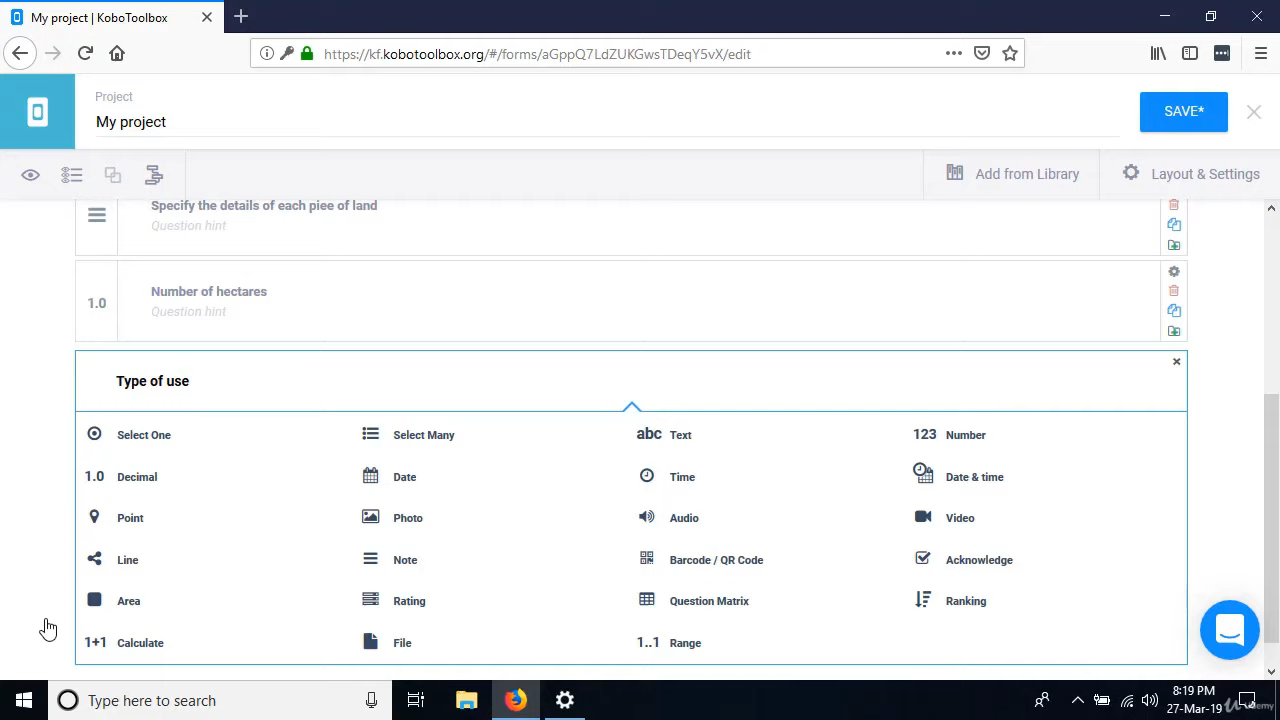 My project | KoboToolbox
https://kf.kobotoolbox.org/#/forms/aGppQ7LdZUKGwsTDeqY5vX/edit
Project
My project
SAVE*
Add from Library
Layout & Settings
Specify the details of each piee of land
Question hint
1.0
Number of hectares
Question hint
Type of use
Select One
Select Many
abc Text
123 Number
1.0 Decimal
Date
Time
Date & time
Point
Photo
Audio
Video
Line
Note
Barcode / QR Code
Acknowledge
Area
Rating
Question Matrix
Ranking
1+1 Calculate
File
1..1 Range
Type here to search
8:19 PM
27-Mar-19
Udemy